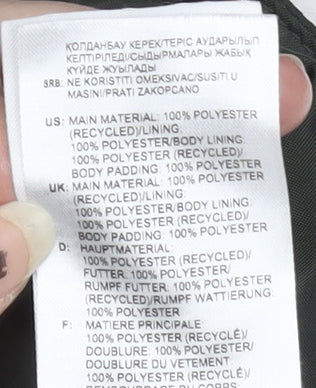 ҚОЛДАНБАУ КЕРЕК/ТЕРІС АУДАРЫЛЫП
КЕЛТІРІЛЕДІ/СЫДЫРМАЛАРЫ ЖАБЫҚ
КҮЙДЕ ЖУЫЛАДЫ
SRB: NE KORISTITI OMEKSIVAC/SUSITI U
MASINI/PRATI ZAKOPCANO
US: MAIN MATERIAL: 100% POLYESTER
(RECYCLED)/LINING:
100% POLYESTER/BODY LINING:
100% POLYESTER (RECYCLED)/
BODY PADDING: 100% POLYESTER
UK: MAIN MATERIAL: 100% POLYESTER
(RECYCLED)/LINING:
100% POLYESTER/BODY LINING:
100% POLYESTER (RECYCLED)/
BODY PADDING: 100% POLYESTER
D: HAUPTMATERIAL:
100% POLYESTER (RECYCLED)/
FUTTER: 100% POLYESTER/
RUMPF FUTTER: 100% POLYESTER
(RECYCLED)/RUMPF WATTIERUNG:
100% POLYESTER
F: MATIERE PRINCIPALE:
100% POLYESTER (RECYCLÉ)/
DOUBLURE: 100% POLYESTER/
DOUBLURE DU VETEMENT:
100% POLYESTER (RECYCLÉ)/